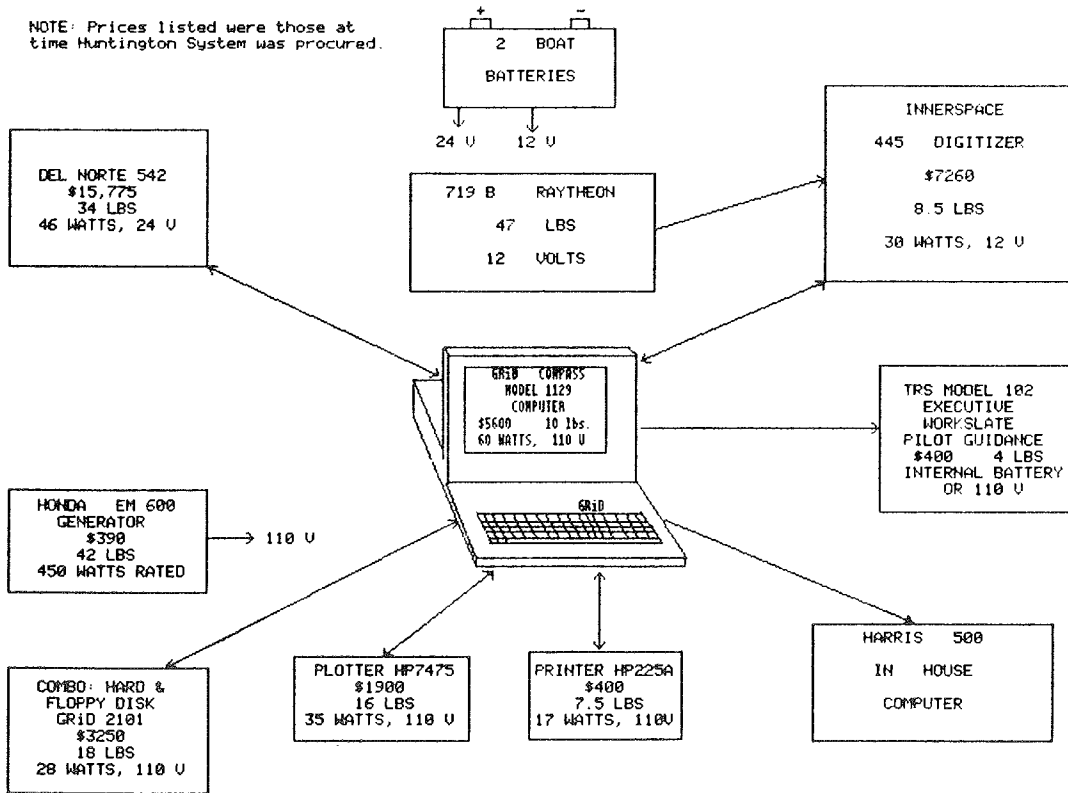 NOTE: Prices listed were those at
time Huntington System was procured.
+ -
2 BOAT
BATTERIES
24 V 12 V
DEL NORTE 542
$15,775
34 LBS
46 WATTS, 24 V
719 B RAYTHEON
47 LBS
12 VOLTS
INNERSPACE
445 DIGITIZER
$7260
8.5 LBS
30 WATTS, 12 V
GRiD COMPASS
MODEL 1129
COMPUTER
$5600 10 lbs.
60 WATTS, 110 V
GRiD
TRS MODEL 102
EXECUTIVE
WORKSLATE
PILOT GUIDANCE
$400 4 LBS
INTERNAL BATTERY
OR 110 V
HONDA EM 600
GENERATOR
$390
42 LBS
450 WATTS RATED
110 V
COMBO: HARD &
FLOPPY DISK
GRiD 2101
$3250
18 LBS
28 WATTS, 110 V
PLOTTER HP7475
$1900
16 LBS
35 WATTS, 110 V
PRINTER HP225A
$400
7.5 LBS
17 WATTS, 110V
HARRIS 500
IN HOUSE
COMPUTER